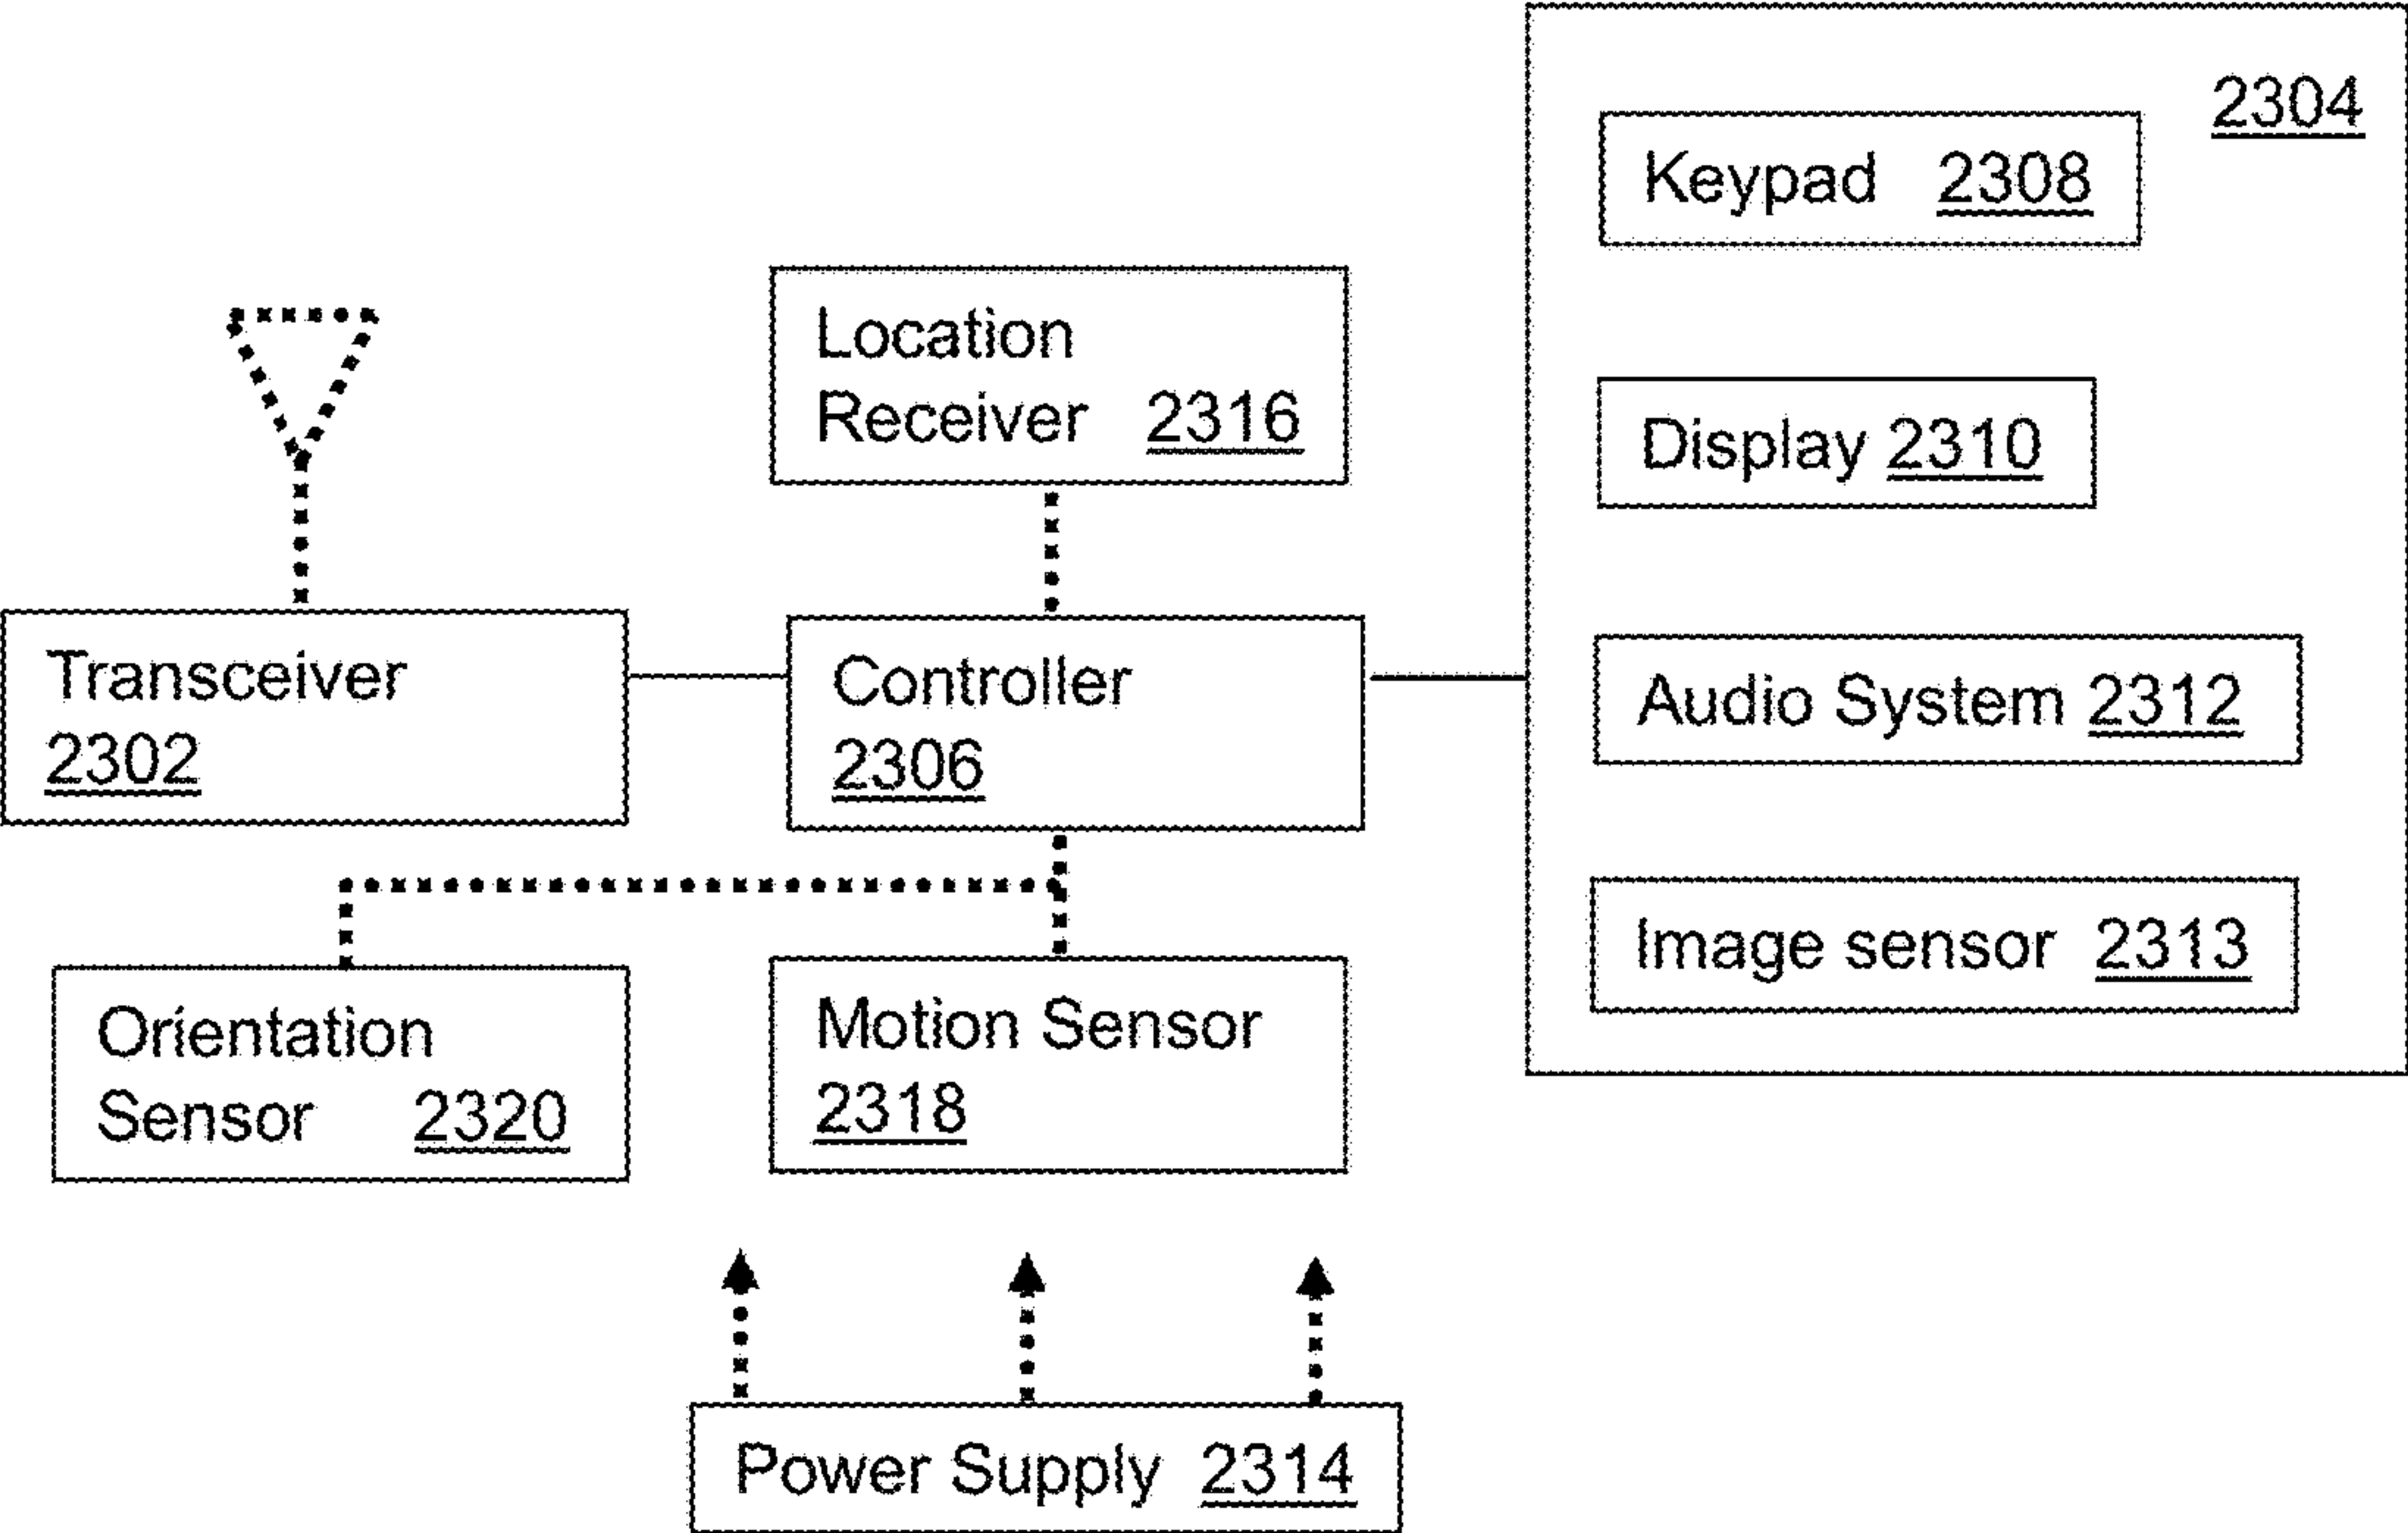 2304
Keypad 2308
Location
Receiver 2316
Display 2310
Transceiver
2302
Controller
2306
Audio System 2312
Image sensor 2313
Orientation
Sensor 2320
Motion Sensor
2318
Power Supply 2314